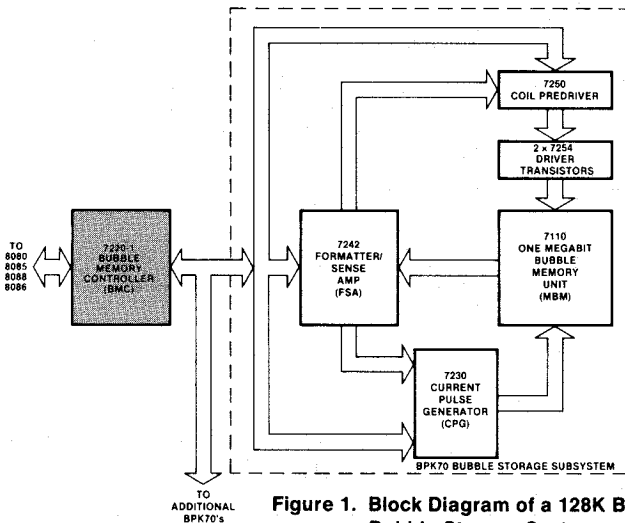 7250
COIL PREDRIVER
2 x 7254
DRIVER
TRANSISTORS
TO
8080
8085
8088
8086
7220-1
BUBBLE
MEMORY
CONTROLLER
(BMC)
7242
FORMATTER/
SENSE
AMP
(FSA)
7110
ONE MEGABIT
BUBBLE
MEMORY
UNIT
(MBM)
7230
CURRENT
PULSE
GENERATOR
(CPG)
BPK70 BUBBLE STORAGE SUBSYSTEM
TO
ADDITIONAL
BPK70's
Figure 1. Block Diagram of a 128K B